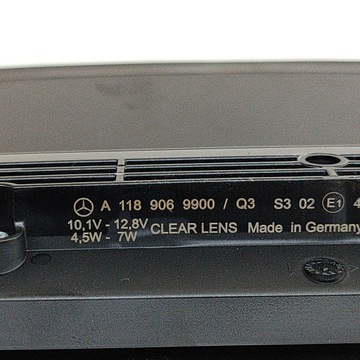 A 118 906 9900 / Q3 S3 02 E1 4
10,1V - 12,8V
4,5W - 7W CLEAR LENS Made in Germany